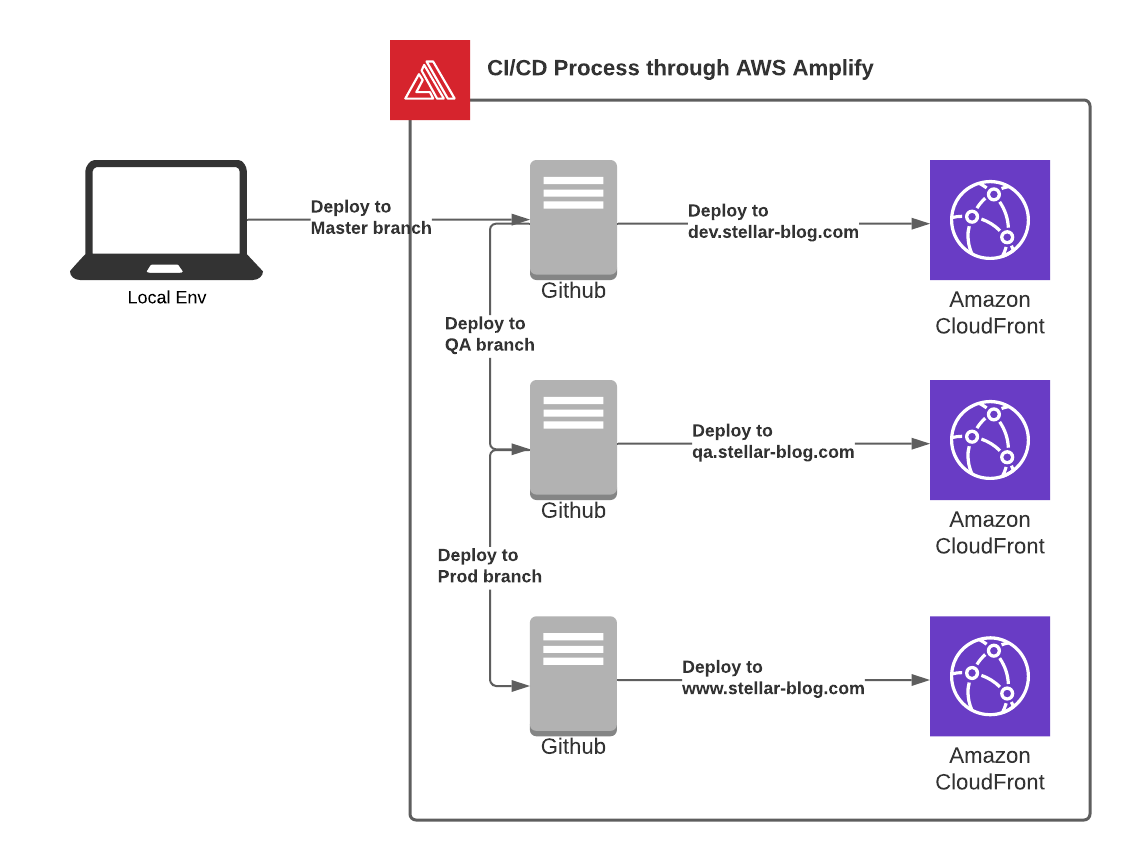 CI/CD Process through AWS Amplify
Deploy to
Master branch
Local Env
Github
Deploy to
dev.stellar-blog.com
Amazon
CloudFront
Deploy to
QA branch
Github
Deploy to
qa.stellar-blog.com
Amazon
CloudFront
Deploy to
Prod branch
Github
Deploy to
www.stellar-blog.com
Amazon
CloudFront